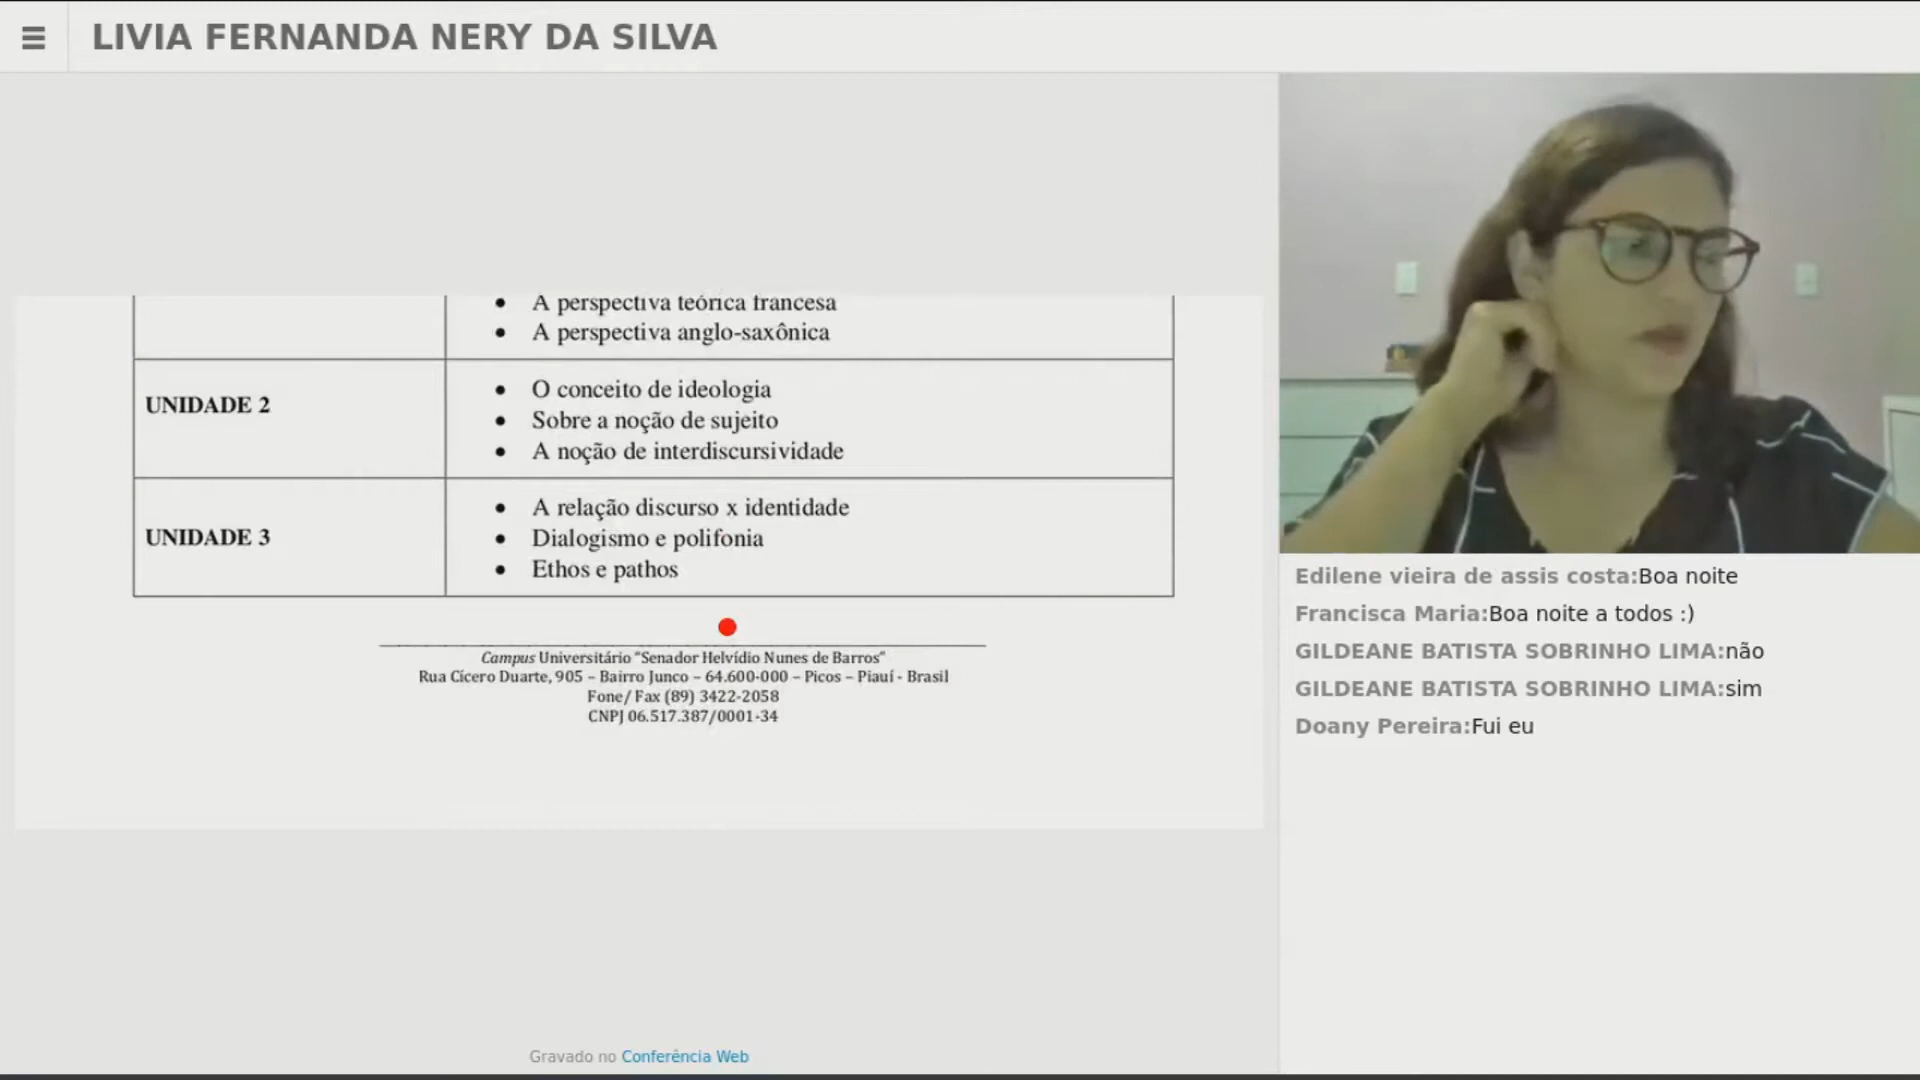 LIVIA FERNANDA NERY DA SILVA
• A perspectiva teórica francesa
• A perspectiva anglo-saxônica
UNIDADE 2
• O conceito de ideologia
• Sobre a noção de sujeito
• A noção de interdiscursividade
UNIDADE 3
• A relação discurso x identidade
• Dialogismo e polifonia
• Ethos e pathos
Campus Universitário “Senador Helvídio Nunes de Barros”
Rua Cícero Duarte, 905 – Bairro Junco – 64.600-000 – Picos – Piauí - Brasil
Fone/ Fax (89) 3422-2058
CNPJ 06.517.387/0001-34
Gravado no Conferência Web
Edilene vieira de assis costa:Boa noite
Francisca Maria:Boa noite a todos :)
GILDEANE BATISTA SOBRINHO LIMA:não
GILDEANE BATISTA SOBRINHO LIMA:sim
Doany Pereira:Fui eu